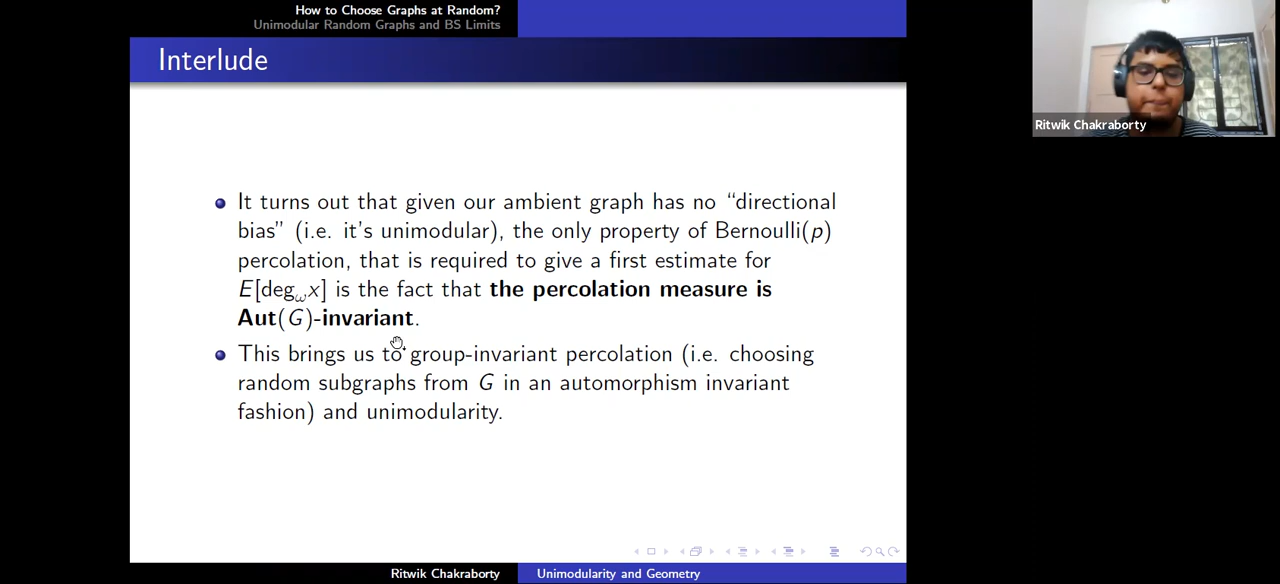 How to Choose Graphs at Random?
Unimodular Random Graphs and BS Limits
Interlude
It turns out that given our ambient graph has no “directional
bias” (i.e. it’s unimodular), the only property of Bernoulli(p)
percolation, that is required to give a first estimate for
E[deg_ω x] is the fact that the percolation measure is
Aut(G)-invariant.
This brings us to group-invariant percolation (i.e. choosing
random subgraphs from G in an automorphism invariant
fashion) and unimodularity.
Ritwik Chakraborty
Unimodularity and Geometry
Ritwik Chakraborty